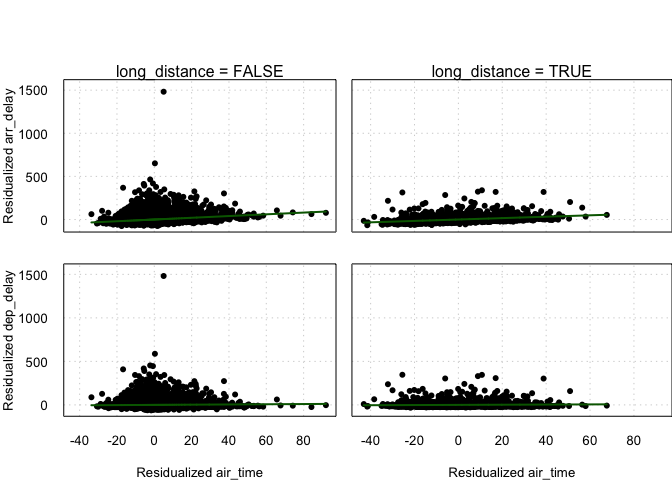 long_distance = FALSE
long_distance = TRUE
Residualized arr_delay
1500
1000
500
0
Residualized dep_delay
1500
1000
500
0
-40 -20 0 20 40 60 80
-40 -20 0 20 40 60 80
Residualized air_time
Residualized air_time